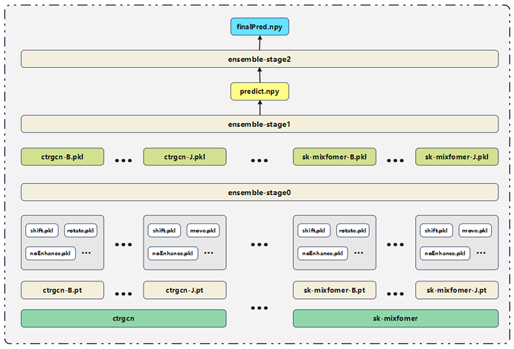 finalPred.npy
ensemble-stage2
predict.npy
ensemble-stage1
ctrgcn-B.pkl ••• ctrgcn-J.pkl ••• sk-mixfomer-B.pkl ••• sk-mixfomer-J.pkl
ensemble-stage0
shift.pkl rotate.pkl shift.pkl move.pkl shift.pkl rotate.pkl shift.pkl move.pkl
noEnhance.pkl ••• ••• noEnhance.pkl ••• ••• noEnhance.pkl ••• ••• noEnhance.pkl •••
ctrgcn-B.pt ••• ctrgcn-J.pt ••• sk-mixfomer-B.pt ••• sk-mixfomer-J.pt
ctrgcn sk-mixfomer